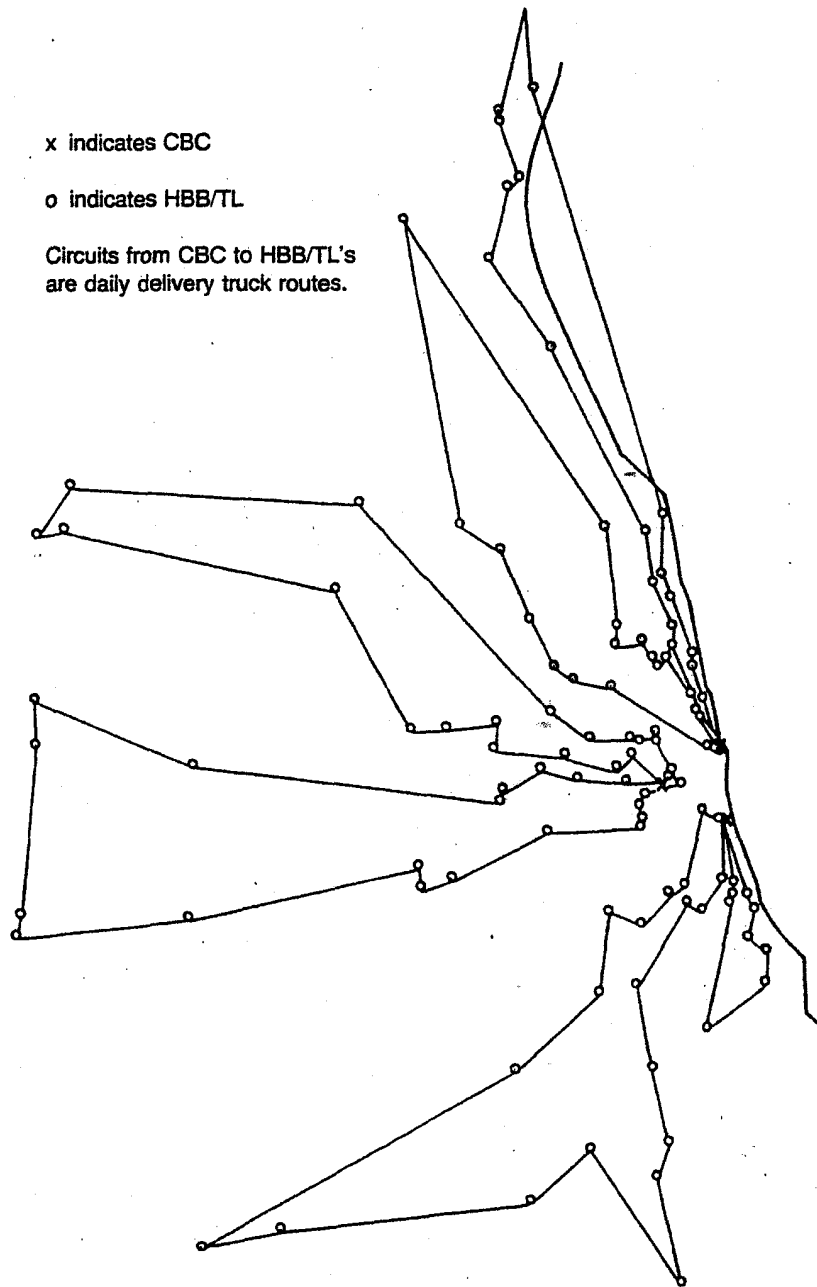 x indicates CBC
o indicates HBB/TL
Circuits from CBC to HBB/TL's
are daily delivery truck routes.